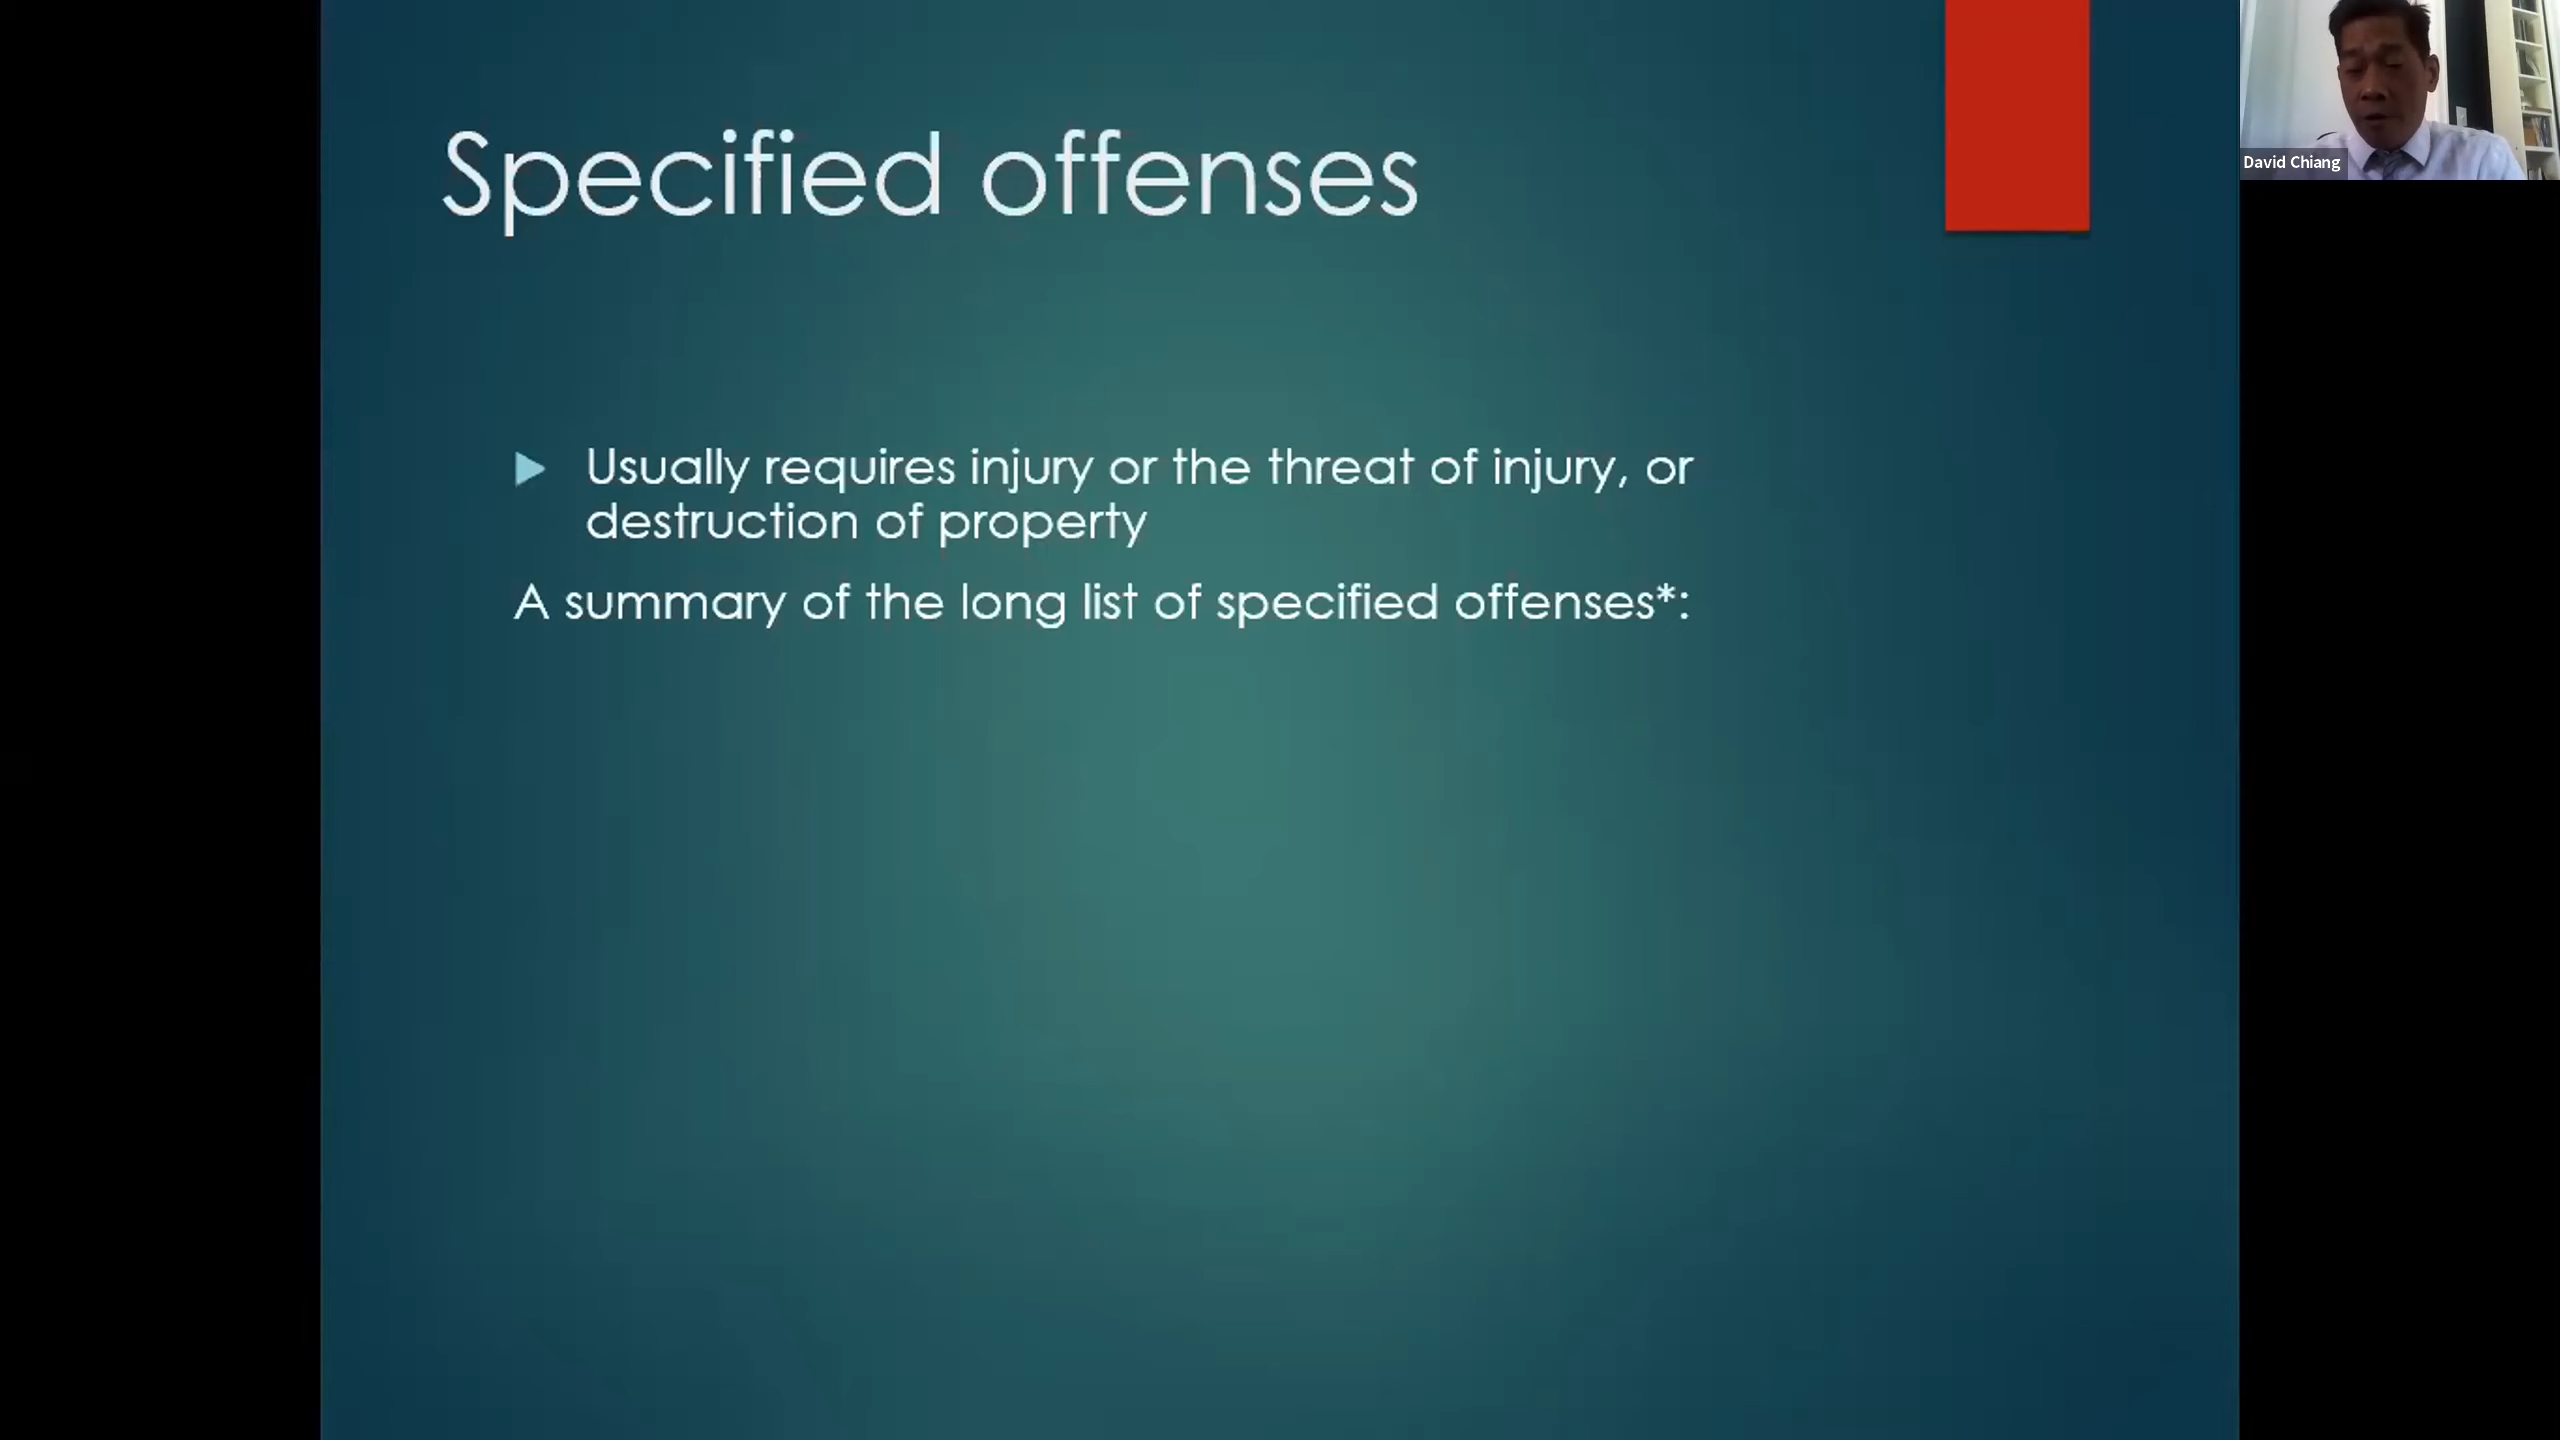 Specified offenses
David Chiang
Usually requires injury or the threat of injury, or
destruction of property
A summary of the long list of specified offenses*: